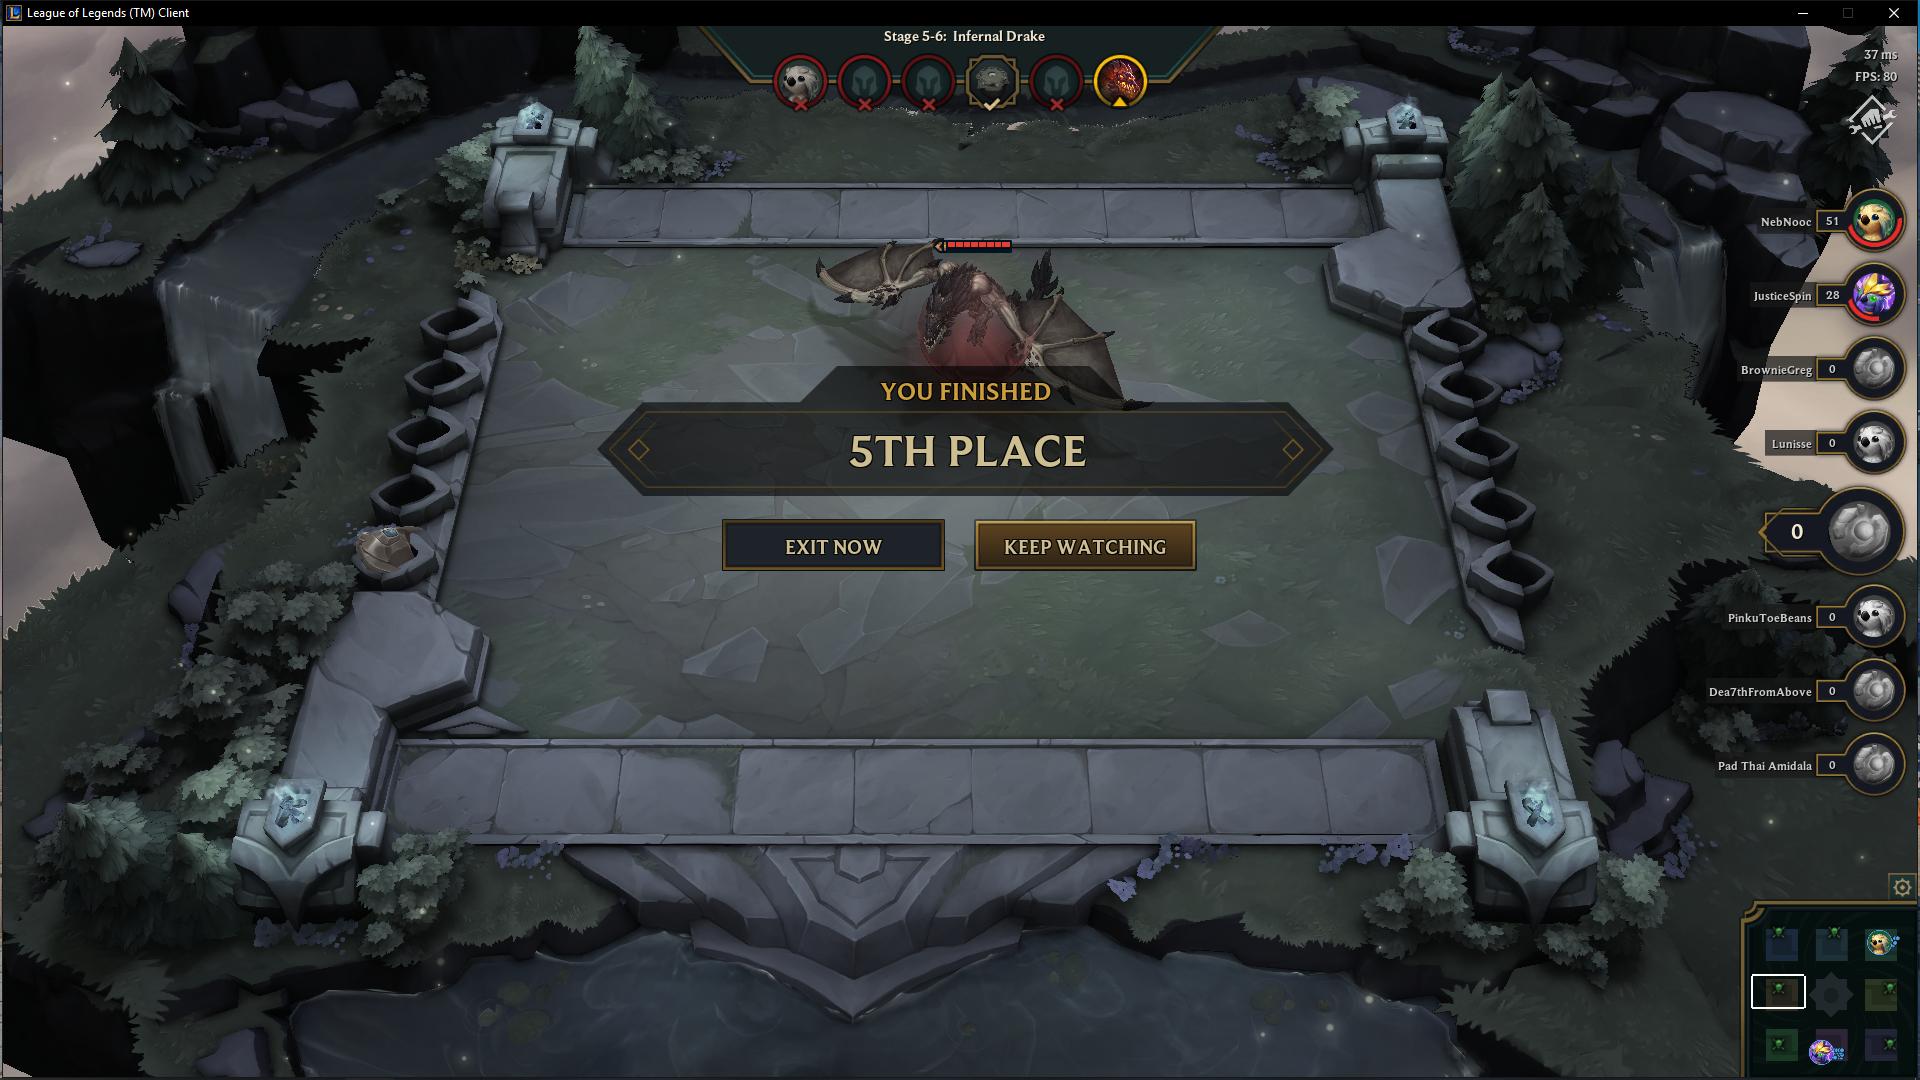 League of Legends (TM) Client
Stage 5-6: Infernal Drake
37 ms
FPS: 80
NebNooc 51
JusticeSpin 28
BrownieGreg 0
Lunisse 0
0
PinkuToeBeans 0
Dea7thFromAbove 0
Pad Thai Amidala 0
YOU FINISHED
5TH PLACE
EXIT NOW
KEEP WATCHING